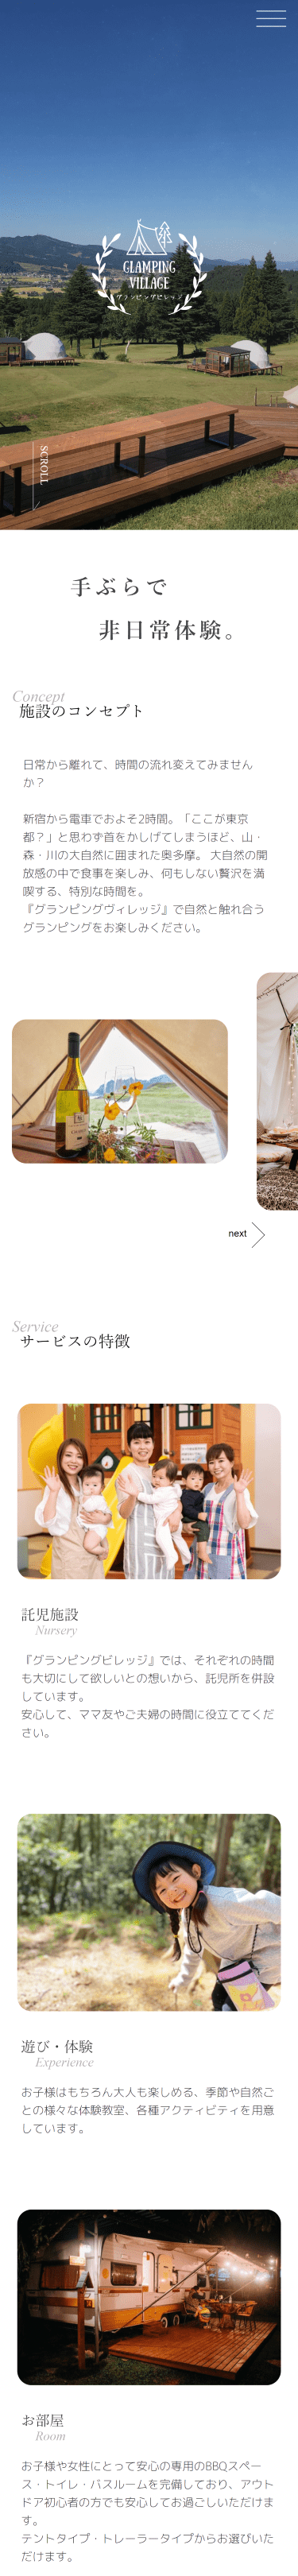 GLAMPING
VILLAGE
グランピングビレッジ
SCROLL
手ぶらで
非日常体験。
Concept
施設のコンセプト
日常から離れて、時間の流れ変えてみません
か？
新宿から電車でおよそ2時間。「ここが東京
都？」と思わず首をかしげてしまうほど、山・
森・川の大自然に囲まれた奥多摩。 大自然の開
放感の中で食事を楽しみ、何もしない贅沢を満
喫する、特別な時間を。
『グランピングヴィレッジ』で自然と触れ合う
グランピングをお楽しみください。
next
Service
サービスの特徴
託児施設
Nursery
『グランピングビレッジ』では、それぞれの時間
も大切にして欲しいとの想いから、託児所を併設
しています。
安心して、ママ友やご夫婦の時間に役立ててくだ
さい。
遊び・体験
Experience
お子様はもちろん大人も楽しめる、季節や自然ご
との様々な体験教室、各種アクティビティを用意
しています。
お部屋
Room
お子様や女性にとって安心の専用のBBQスペー
ス・トイレ・バスルームを完備しており、アウト
ドア初心者の方でも安心してお過ごしいただけま
す。
テントタイプ・トレーラータイプからお選びいた
だけます。